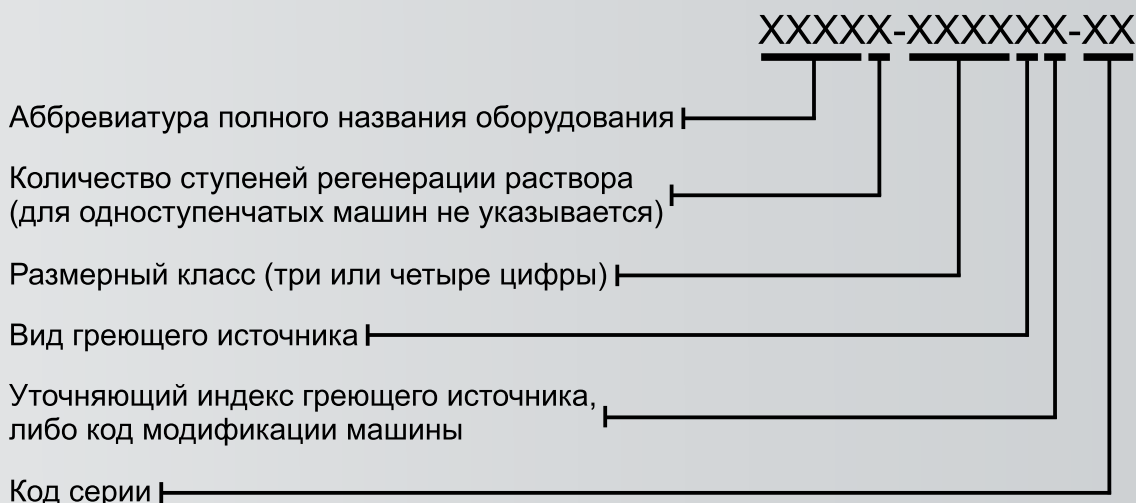 XXXXX-XXXXXX-XX
Аббревиатура полного названия оборудования
Количество ступеней регенерации раствора
(для одноступенчатых машин не указывается)
Размерный класс (три или четыре цифры)
Вид греющего источника
Уточняющий индекс греющего источника,
либо код модификации машины
Код серии